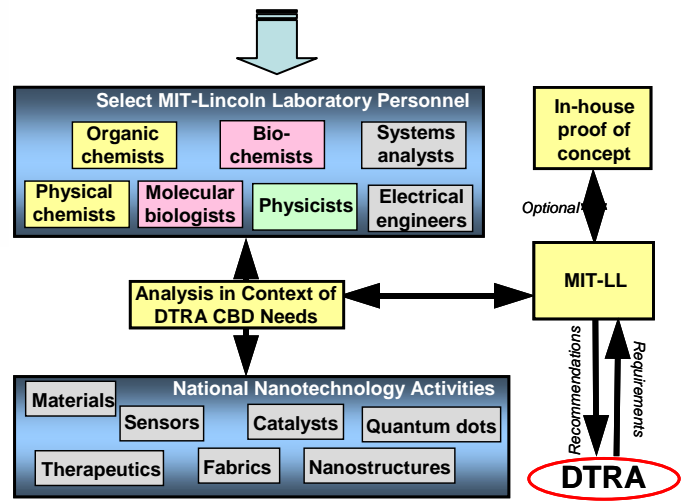 Select MIT-Lincoln Laboratory Personnel
Organic
chemists
Bio-
chemists
Systems
analysts
Physical
chemists
Molecular
biologists
Physicists
Electrical
engineers
In-house
proof of
concept
Optional
MIT-LL
Analysis in Context of
DTRA CBD Needs
Recommendations
Requirements
National Nanotechnology Activities
Materials
Sensors
Catalysts
Quantum dots
Therapeutics
Fabrics
Nanostructures
DTRA